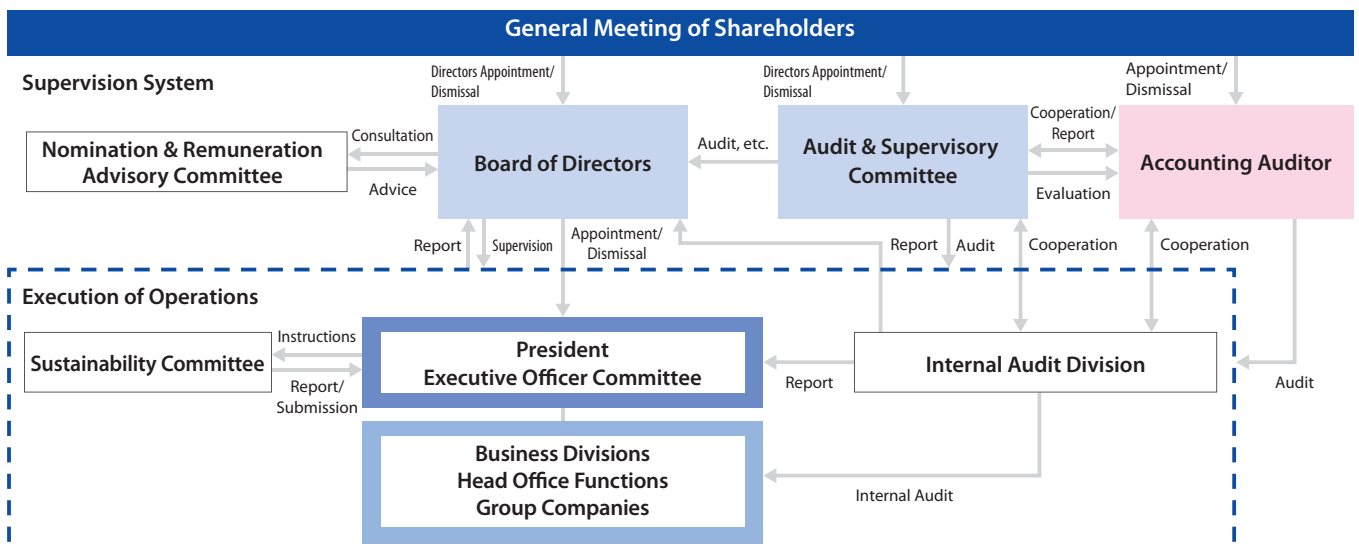 General Meeting of Shareholders
Supervision System
Directors Appointment/
Dismissal
Directors Appointment/
Dismissal
Appointment/
Dismissal
Nomination & Remuneration
Advisory Committee
Consultation
Advice
Board of Directors
Audit, etc.
Audit & Supervisory
Committee
Cooperation/
Report
Evaluation
Accounting Auditor
Report
Supervision
Appointment/
Dismissal
Report
Audit
Cooperation
Cooperation
Execution of Operations
Sustainability Committee
Instructions
Report/
Submission
President
Executive Officer Committee
Report
Internal Audit Division
Audit
Business Divisions
Head Office Functions
Group Companies
Internal Audit